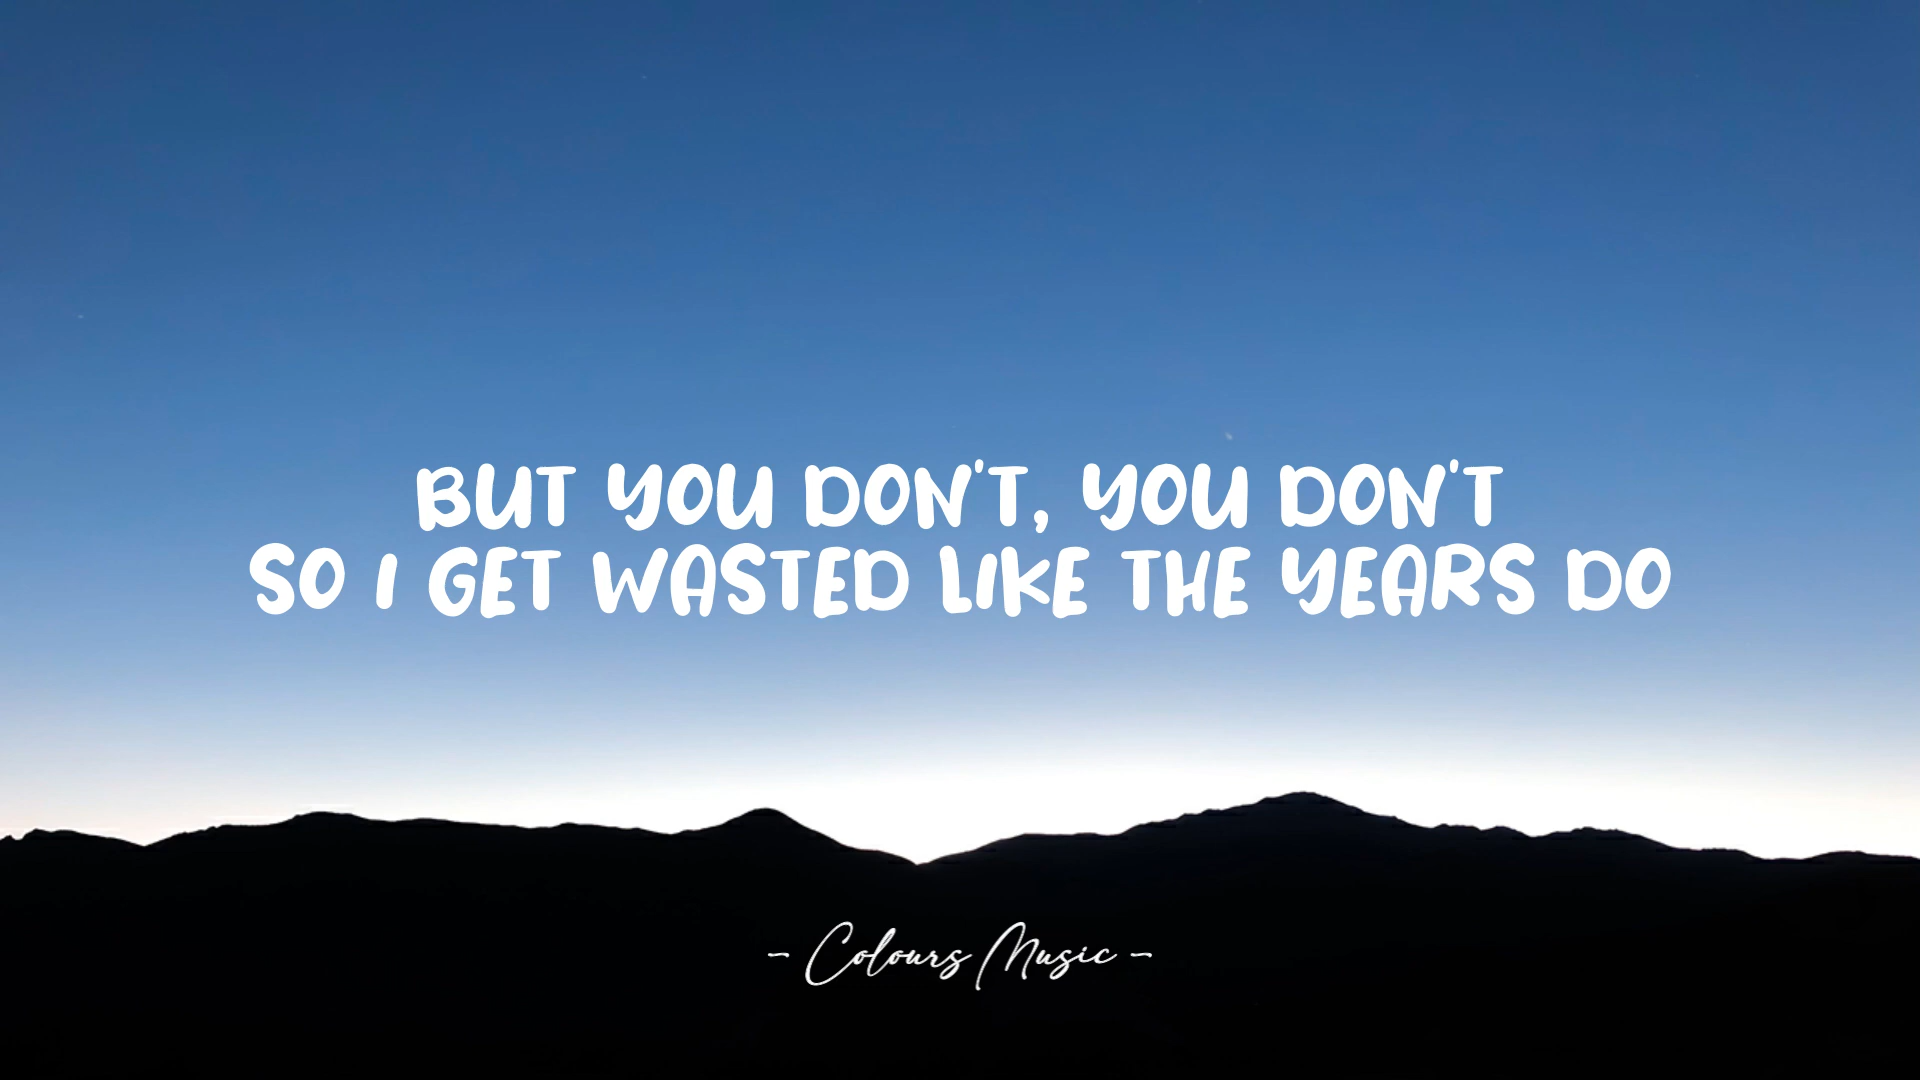 BUT YOU DON'T, YOU DON'T
SO I GET WASTED LIKE THE YEARS DO
- Colours Music -